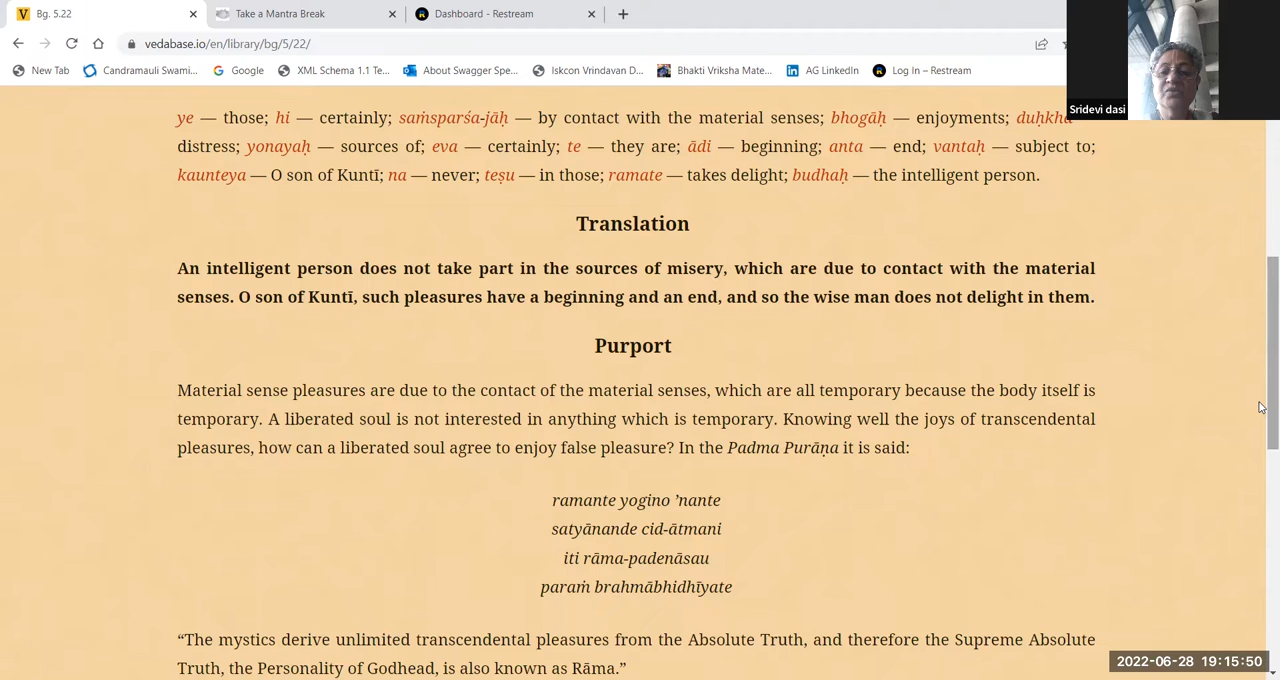 Bg. 5.22
Take a Mantra Break
Dashboard - Restream
vedabase.io/en/library/bg/5/22/
New Tab
Candramauli Swami...
Google
XML Schema 1.1 Te...
About Swagger Spe...
Iskcon Vrindavan D...
Bhakti Vriksha Mate...
AG LinkedIn
Log In – Restream
Sridevi dasi
ye — those; hi — certainly; saṁsparśa-jāḥ — by contact with the material senses; bhogāḥ — enjoyments; duḥkha
distress; yonayaḥ — sources of; eva — certainly; te — they are; ādi — beginning; anta — end; vantaḥ — subject to;
kaunteya — O son of Kuntī; na — never; teṣu — in those; ramate — takes delight; budhaḥ — the intelligent person.
Translation
An intelligent person does not take part in the sources of misery, which are due to contact with the material
senses. O son of Kuntī, such pleasures have a beginning and an end, and so the wise man does not delight in them.
Purport
Material sense pleasures are due to the contact of the material senses, which are all temporary because the body itself is
temporary. A liberated soul is not interested in anything which is temporary. Knowing well the joys of transcendental
pleasures, how can a liberated soul agree to enjoy false pleasure? In the Padma Purāṇa it is said:
ramante yogino ’nante
satyānande cid-ātmani
iti rāma-padenāsau
paraṁ brahmābhidhīyate
“The mystics derive unlimited transcendental pleasures from the Absolute Truth, and therefore the Supreme Absolute
Truth, the Personality of Godhead, is also known as Rāma.”
2022-06-28 19:15:50